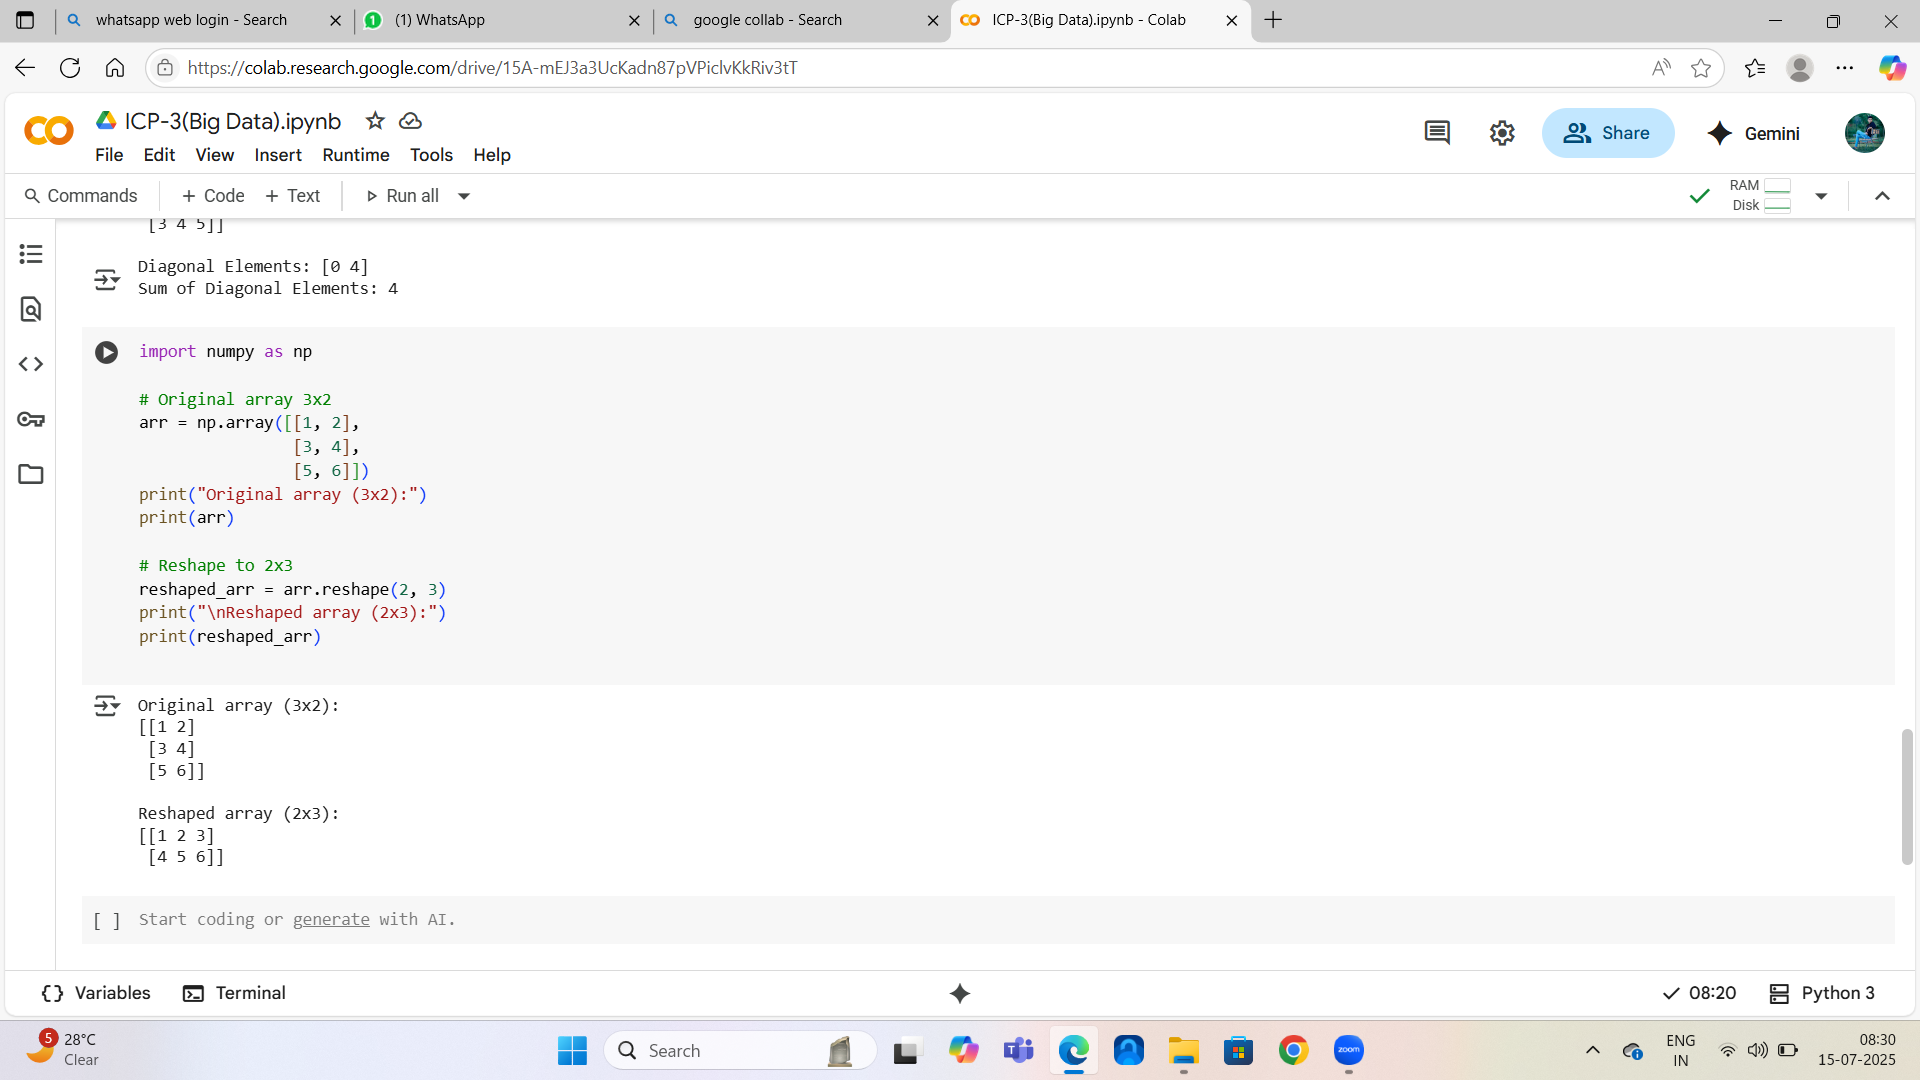 whatsapp web login - Search
(1) WhatsApp
google collab - Search
ICP-3(Big Data).ipynb - Colab
https://colab.research.google.com/drive/15A-mEJ3a3UcKadn87pVPiclvKkRiv3tT
ICP-3(Big Data).ipynb
File Edit View Insert Runtime Tools Help
Share
Gemini
Commands + Code + Text Run all
RAM
Disk
[3 4 5]]
Diagonal Elements: [0 4]
Sum of Diagonal Elements: 4
import numpy as np
# Original array 3x2
arr = np.array([[1, 2],
[3, 4],
[5, 6]])
print("Original array (3x2):")
print(arr)
# Reshape to 2x3
reshaped_arr = arr.reshape(2, 3)
print("\nReshaped array (2x3):")
print(reshaped_arr)
Original array (3x2):
[[1 2]
[3 4]
[5 6]]
Reshaped array (2x3):
[[1 2 3]
[4 5 6]]
[ ] Start coding or generate with AI.
Variables Terminal
08:20 Python 3
5
28°C
Clear
Search
zoom
ENG
IN
08:30
15-07-2025